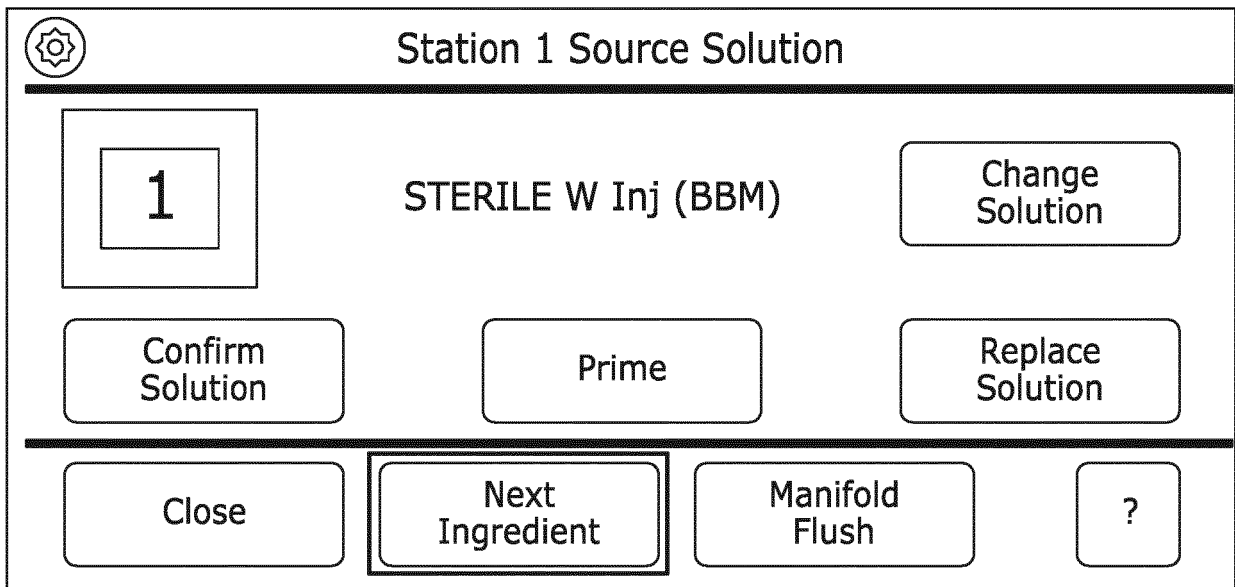 Station 1 Source Solution
1
STERILE W Inj (BBM)
Change
Solution
Confirm
Solution
Prime
Replace
Solution
Close
Next
Ingredient
Manifold
Flush
?